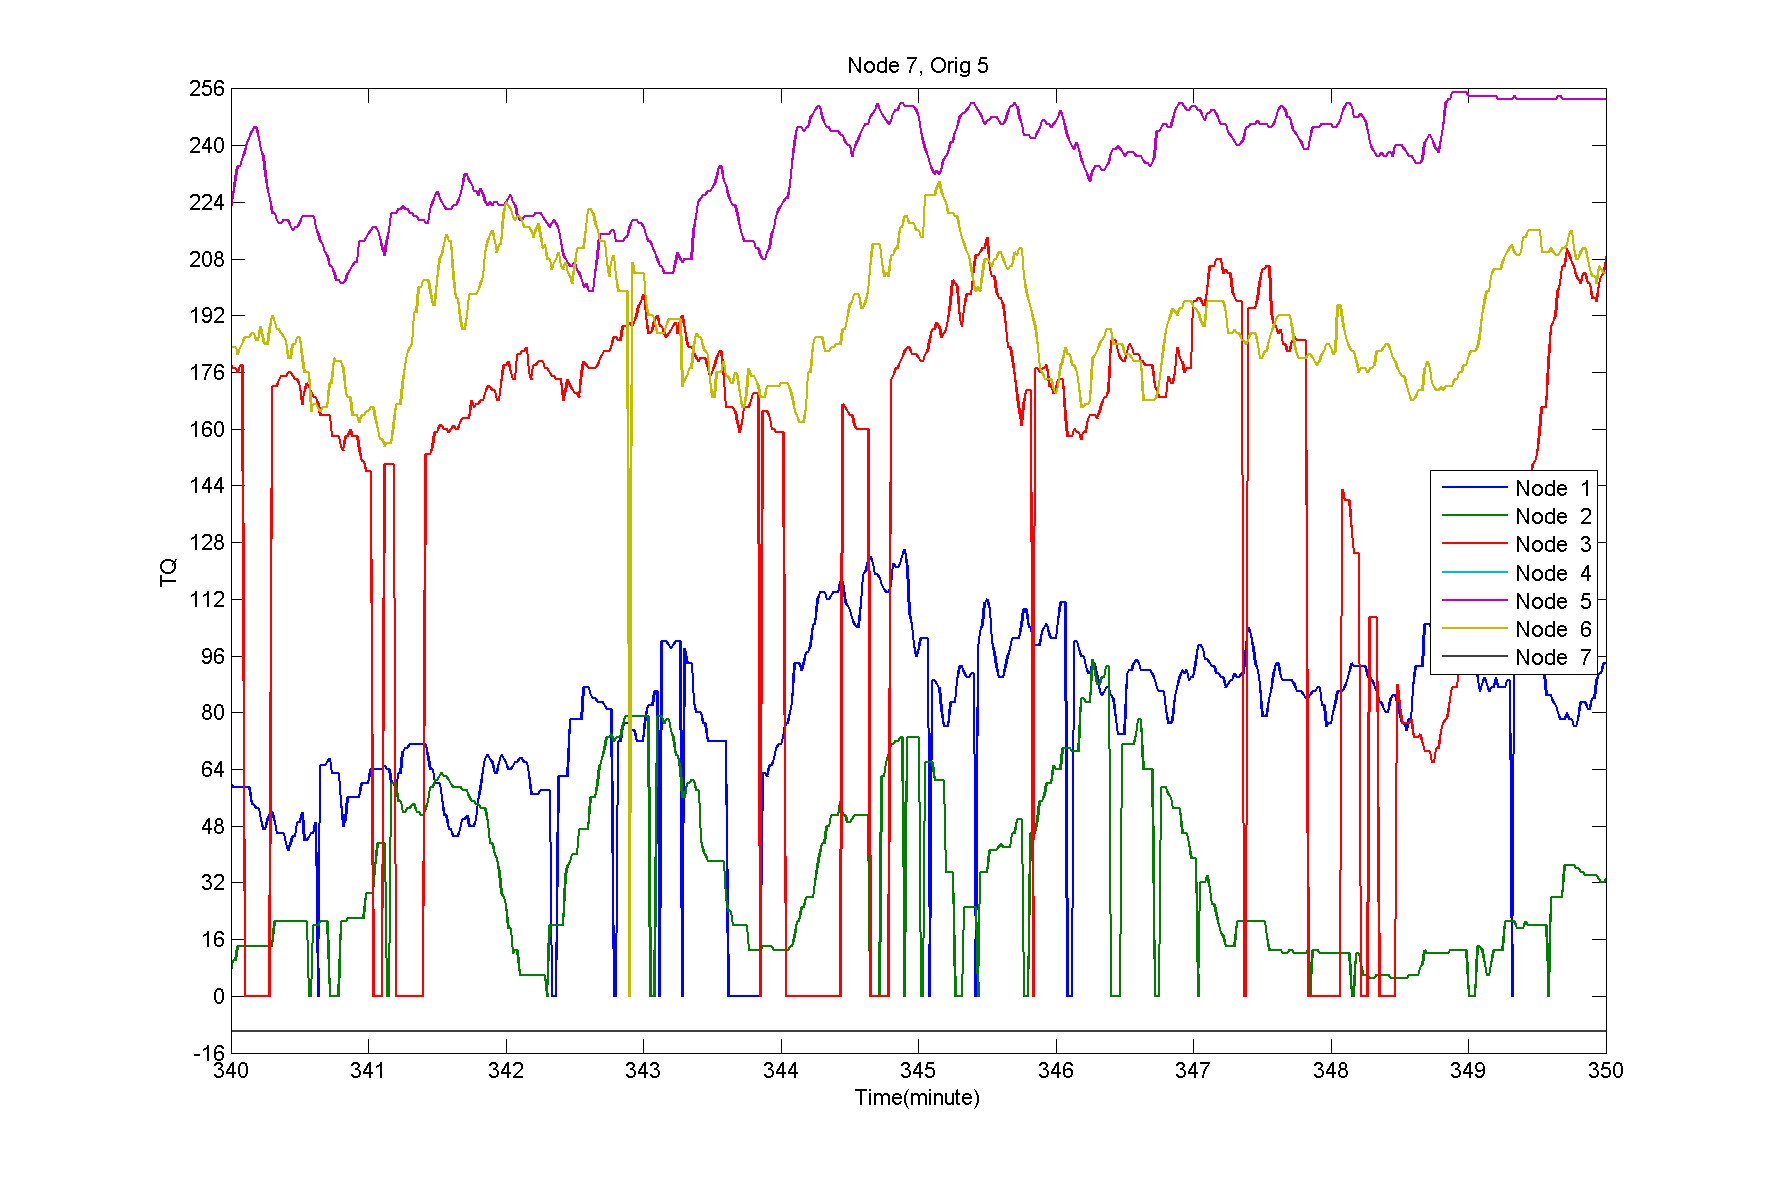 Node 7, Orig 5
256
240
224
208
192
176
160
144
128
112
96
80
64
48
32
16
0
-16
TQ
Node 1
Node 2
Node 3
Node 4
Node 5
Node 6
Node 7
340 341 342 343 344 345 346 347 348 349 350
Time(minute)